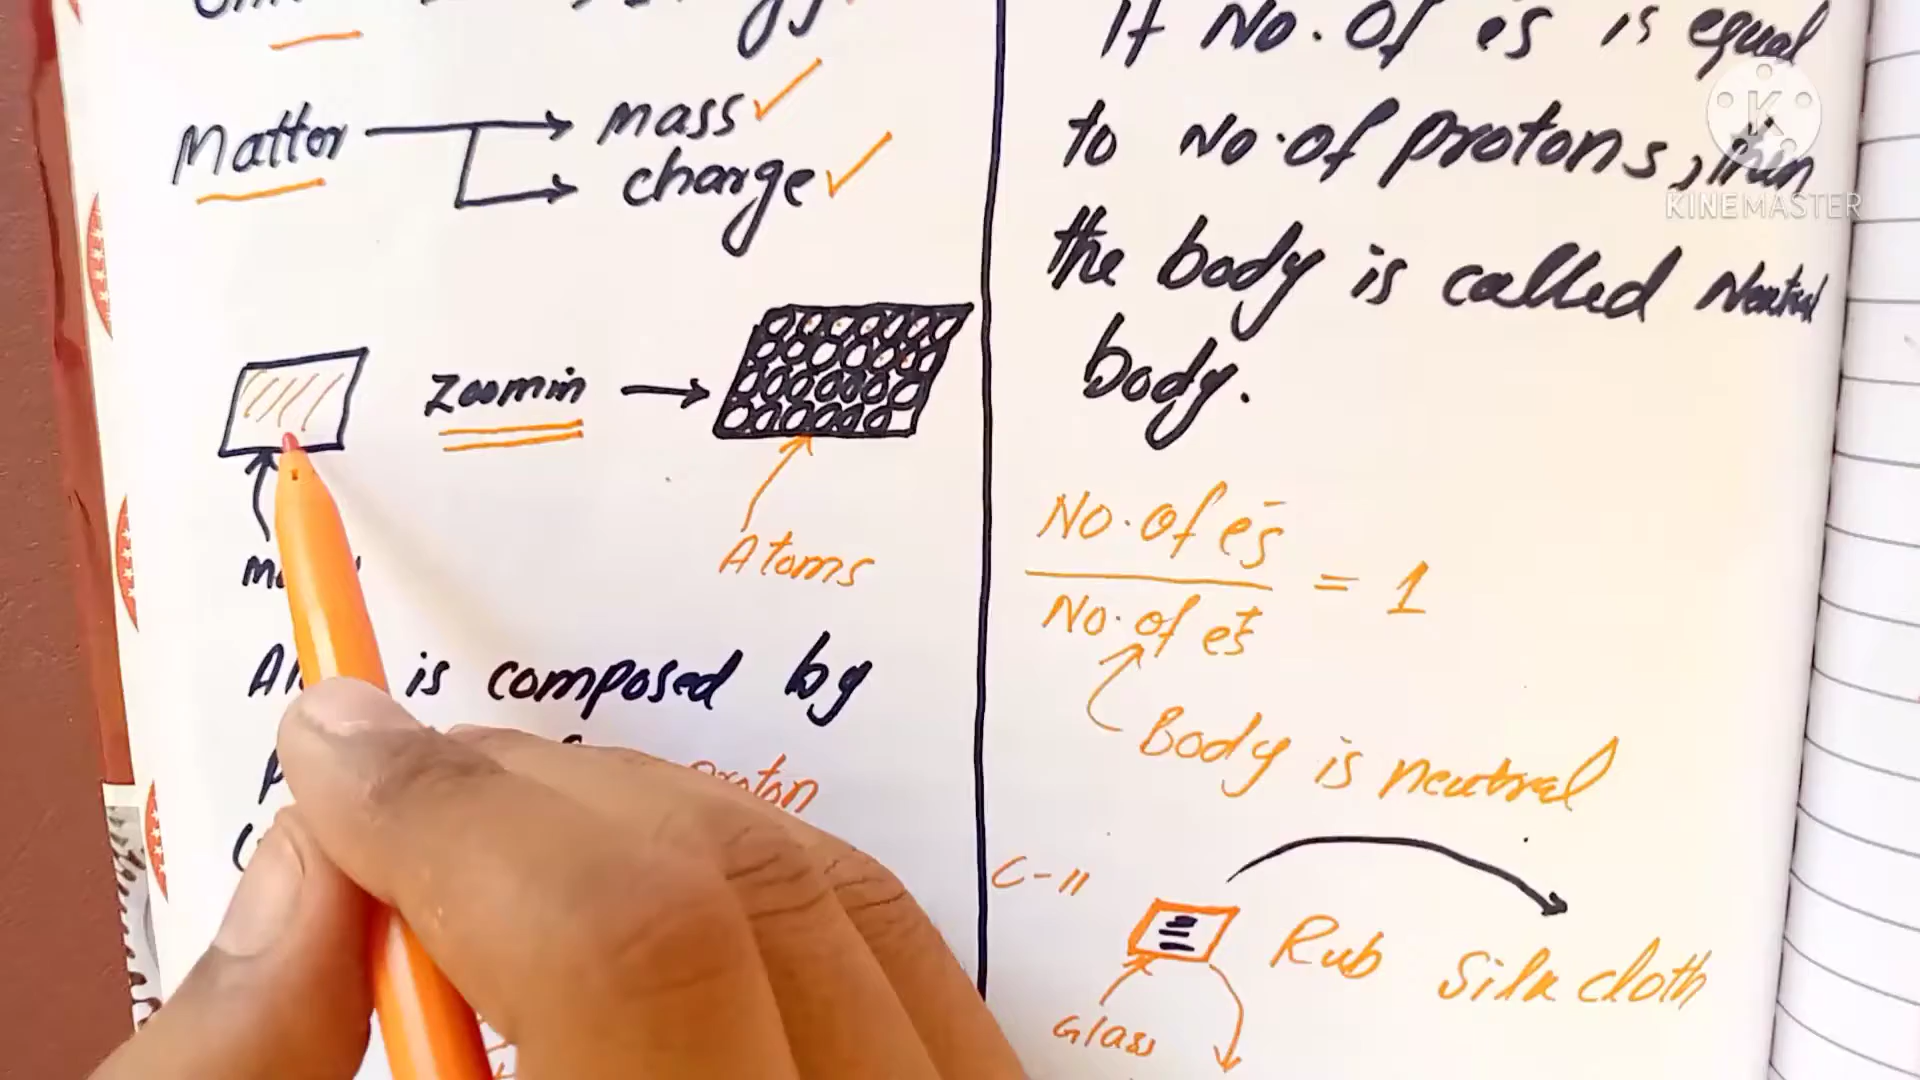 Matter
mass
charge
Zoomin
Atoms
is composed by
proton
If No. Of es is equal
to No. of protons, then
the body is called Neutral
body.
No. of e-s
No. of e+s
= 1
Body is neutral
C-11
Rub
Silk cloth
Glass
KINEMASTER